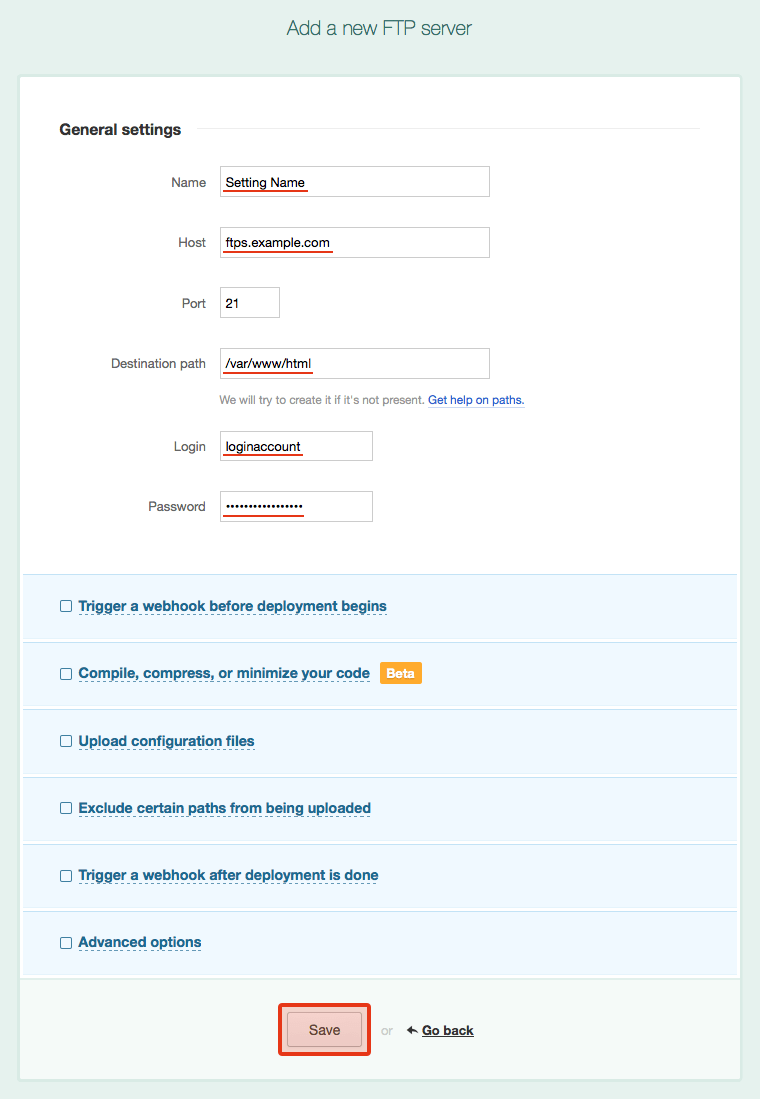 Add a new FTP server
General settings
Name Setting Name
Host ftps.example.com
Port 21
Destination path /var/www/html
We will try to create it if it's not present. Get help on paths.
Login loginaccount
Password ••••••••••••••••
Trigger a webhook before deployment begins
Compile, compress, or minimize your code Beta
Upload configuration files
Exclude certain paths from being uploaded
Trigger a webhook after deployment is done
Advanced options
Save or Go back